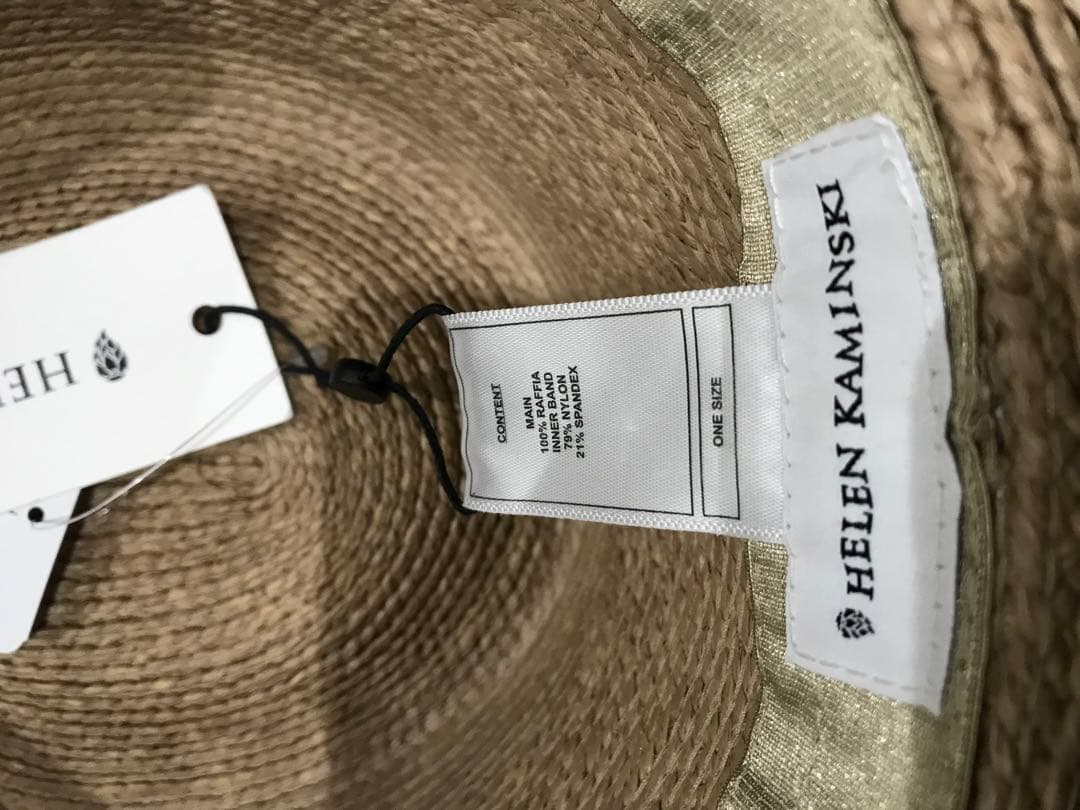 HELEN KAMINSKI
ONE SIZE
CONTENT
MAIN
100% RAFFIA
INNER BAND
79% NYLON
21% SPANDEX
HE